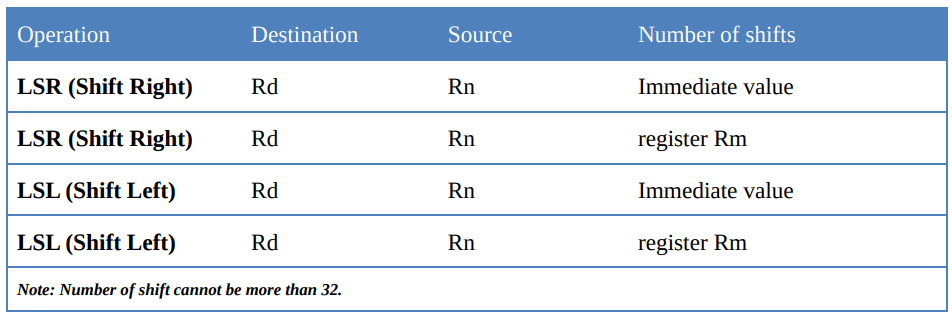 Operation Destination Source Number of shifts
LSR (Shift Right) Rd Rn Immediate value
LSR (Shift Right) Rd Rn register Rm
LSL (Shift Left) Rd Rn Immediate value
LSL (Shift Left) Rd Rn register Rm
Note: Number of shift cannot be more than 32.